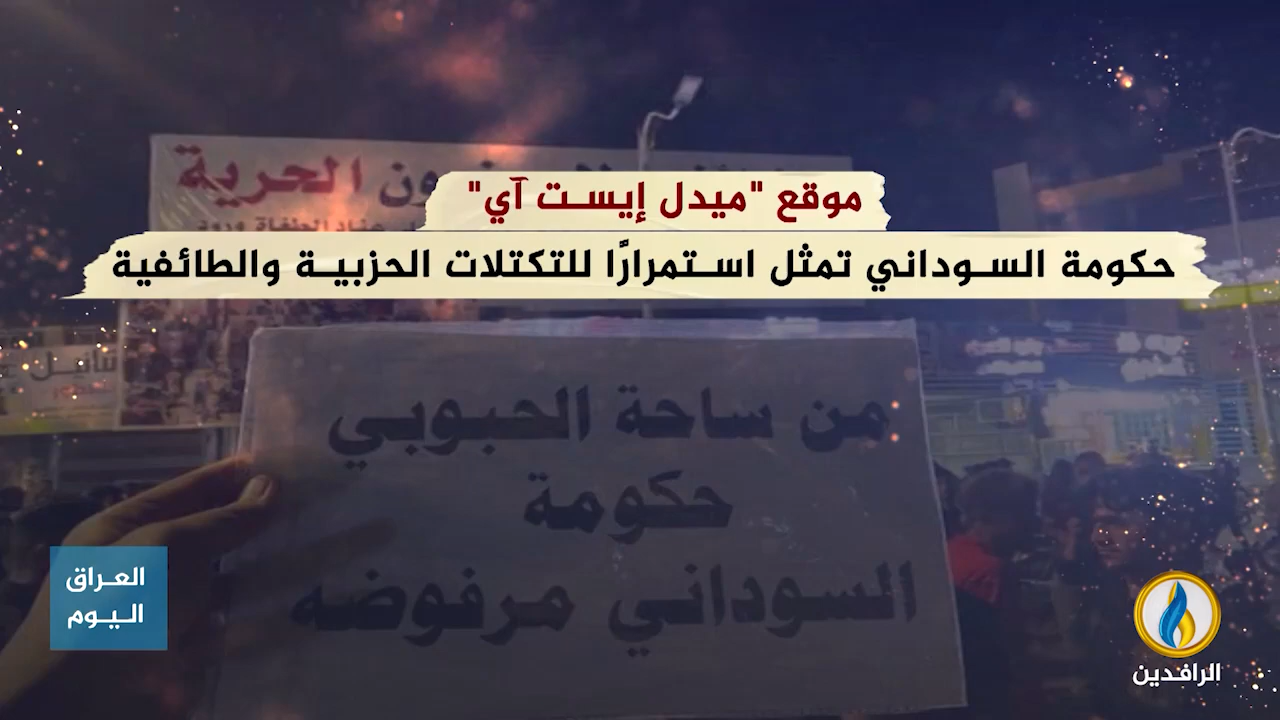 الحرية
موقع "ميدل إيست آي"
حكومة السوداني تمثل استمرارًا للتكتلات الحزبية والطائفية
من ساحة الحبوبي
حكومة
السوداني مرفوضه
العراق
اليوم
الرافدين